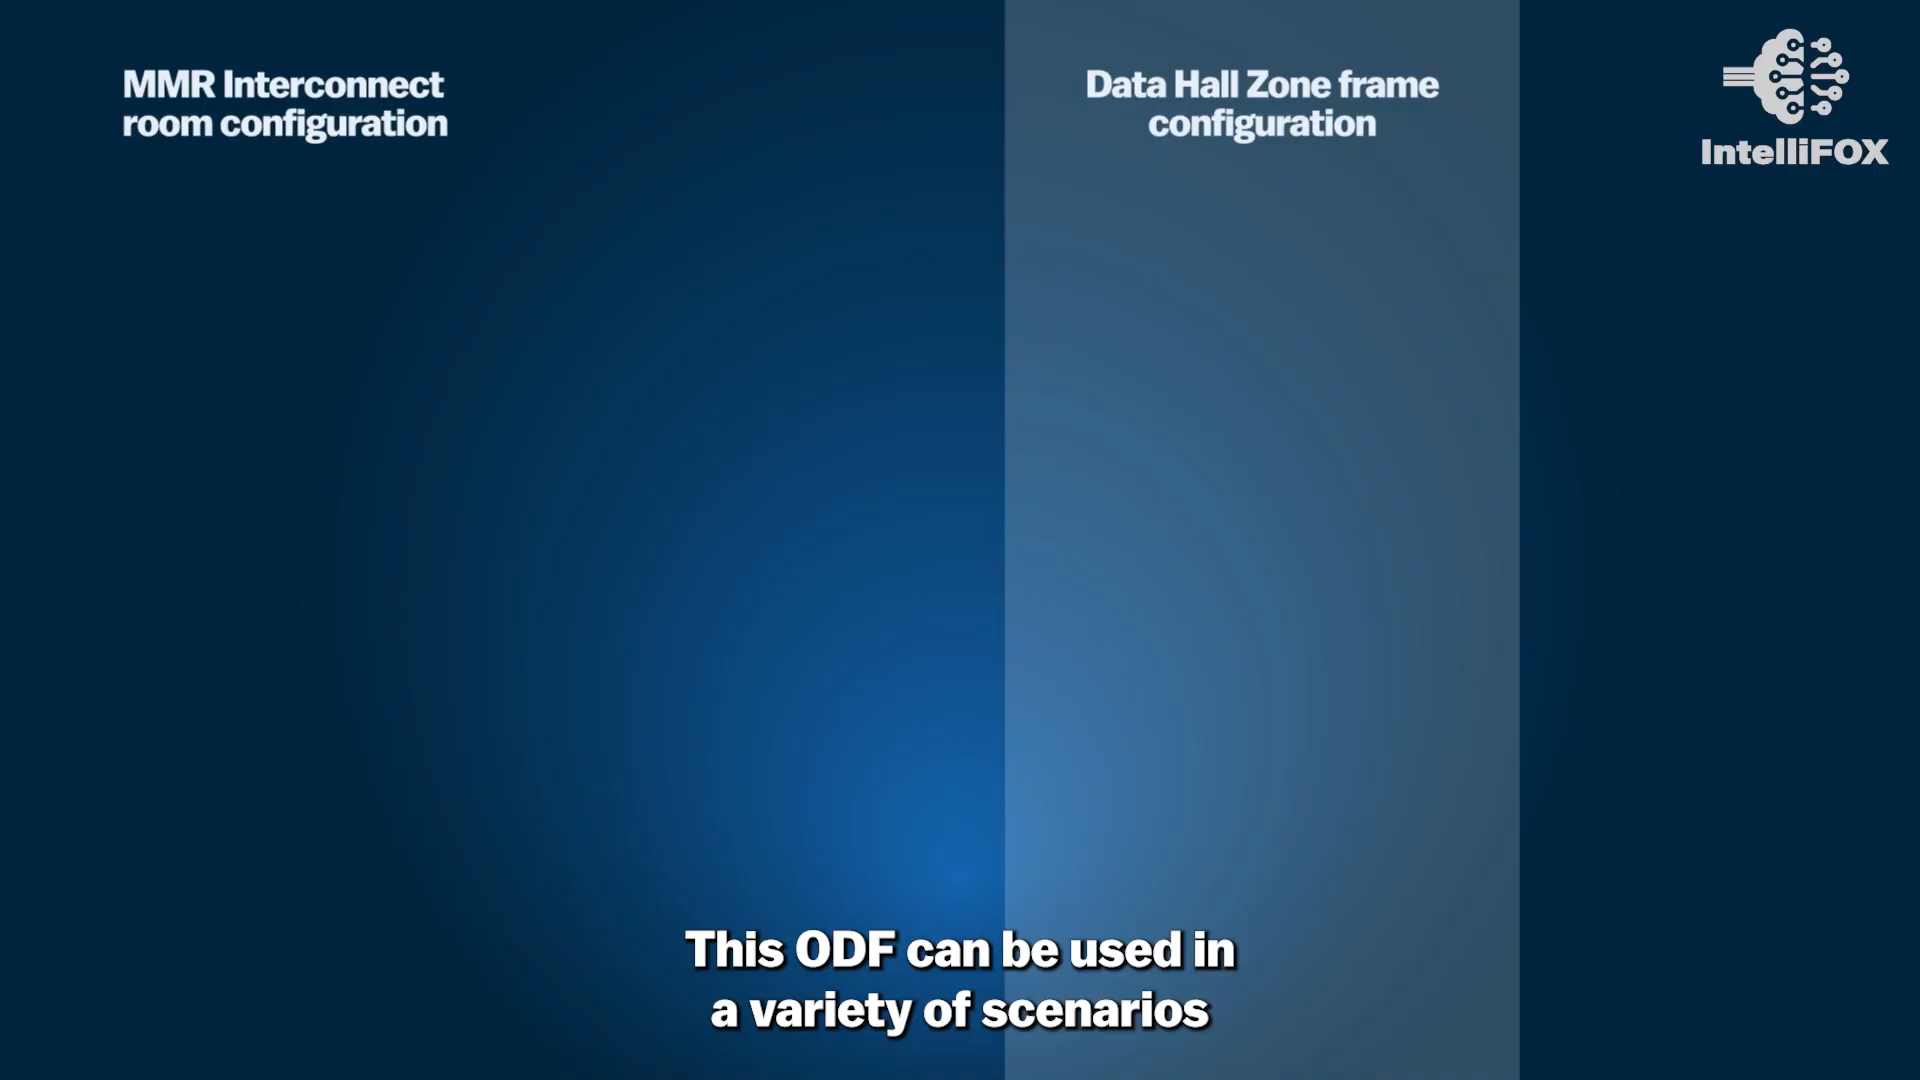 MMR Interconnect
room configuration
Data Hall Zone frame
configuration
IntelliFOX
This ODF can be used in
a variety of scenarios